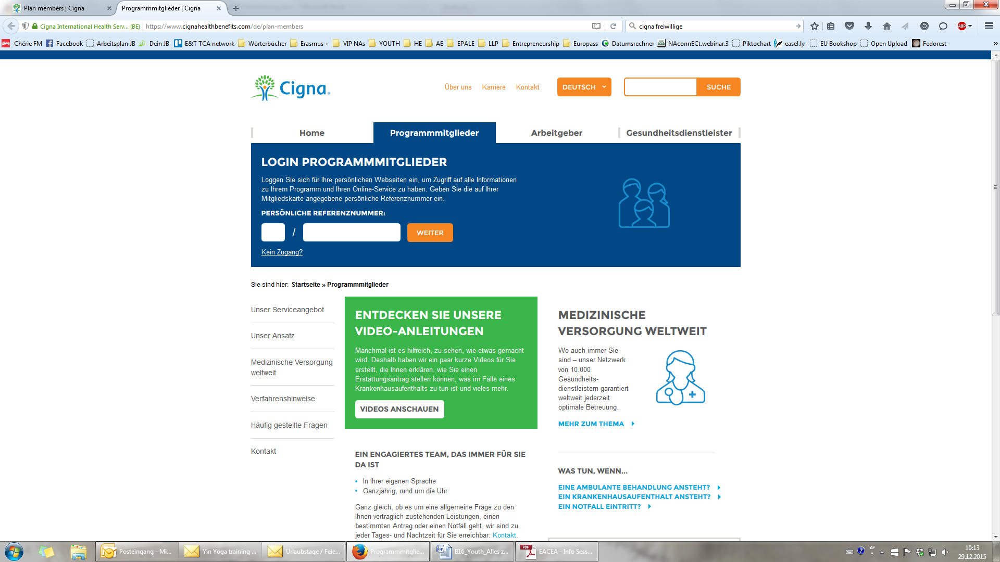 Plan members | Cigna
Programmmitglieder | Cigna
Cigna International Health Serv... (BE)
https://www.cignahealthbenefits.com/de/plan-members
cigna freiwillige
ABP
Chérie FM
Facebook
Arbeitsplan JB
Dein JB
E&T TCA network
Wörterbücher
Erasmus +
VIP NAs
YOUTH
HE
AE
EPALE
LLP
Entrepreneurship
Europass
Datumsrechner
NAconnECt.webinar.3
Piktochart
easel.ly
EU Bookshop
Open Upload
Fedorest
Cigna®
Über uns
Karriere
Kontakt
DEUTSCH
SUCHE
Home
Programmmitglieder
Arbeitgeber
Gesundheitsdienstleister
LOGIN PROGRAMMMITGLIEDER
Loggen Sie sich für Ihre persönlichen Webseiten ein, um Zugriff auf alle Informationen
zu Ihrem Programm und Ihren Online-Service zu haben. Geben Sie die auf Ihrer
Mitgliedskarte angegebene persönliche Referenznummer ein.
PERSÖNLICHE REFERENZNUMMER:
/
WEITER
Kein Zugang?
Sie sind hier: Startseite » Programmmitglieder
Unser Serviceangebot
Unser Ansatz
Medizinische Versorgung
weltweit
Verfahrenshinweise
Häufig gestellte Fragen
Kontakt
ENTDECKEN SIE UNSERE
VIDEO-ANLEITUNGEN
Manchmal ist es hilfreich, zu sehen, wie etwas gemacht
wird. Deshalb haben wir ein paar kurze Videos für Sie
erstellt, die Ihnen erklären, wie Sie einen
Erstattungsantrag stellen können, was im Falle eines
Krankenhausaufenthalts zu tun ist und vieles mehr.
VIDEOS ANSCHAUEN
EIN ENGAGIERTES TEAM, DAS IMMER FÜR SIE
DA IST
In Ihrer eigenen Sprache
Ganzjährig, rund um die Uhr
Ganz gleich, ob es um eine allgemeine Frage zu den
Ihnen vertraglich zustehenden Leistungen, einen
bestimmten Antrag oder einen Notfall geht, wir sind zu
jeder Tages- und Nachtzeit für Sie erreichbar: Kontakt.
MEDIZINISCHE
VERSORGUNG WELTWEIT
Wo auch immer Sie
sind – unser Netzwerk
von 10.000
Gesundheits-
dienstleistern garantiert
weltweit jederzeit
optimale Betreuung.
MEHR ZUM THEMA
WAS TUN, WENN...
EINE AMBULANTE BEHANDLUNG ANSTEHT?
EIN KRANKENHAUSAUFENTHALT ANSTEHT?
EIN NOTFALL EINTRITT?
Posteingang - Mi...
Yin Yoga training ...
Urlaubstage / Feie...
Programmmitglie...
B16_Youth_Alles z...
EACEA - Info Sess...
10:13
29.12.2015